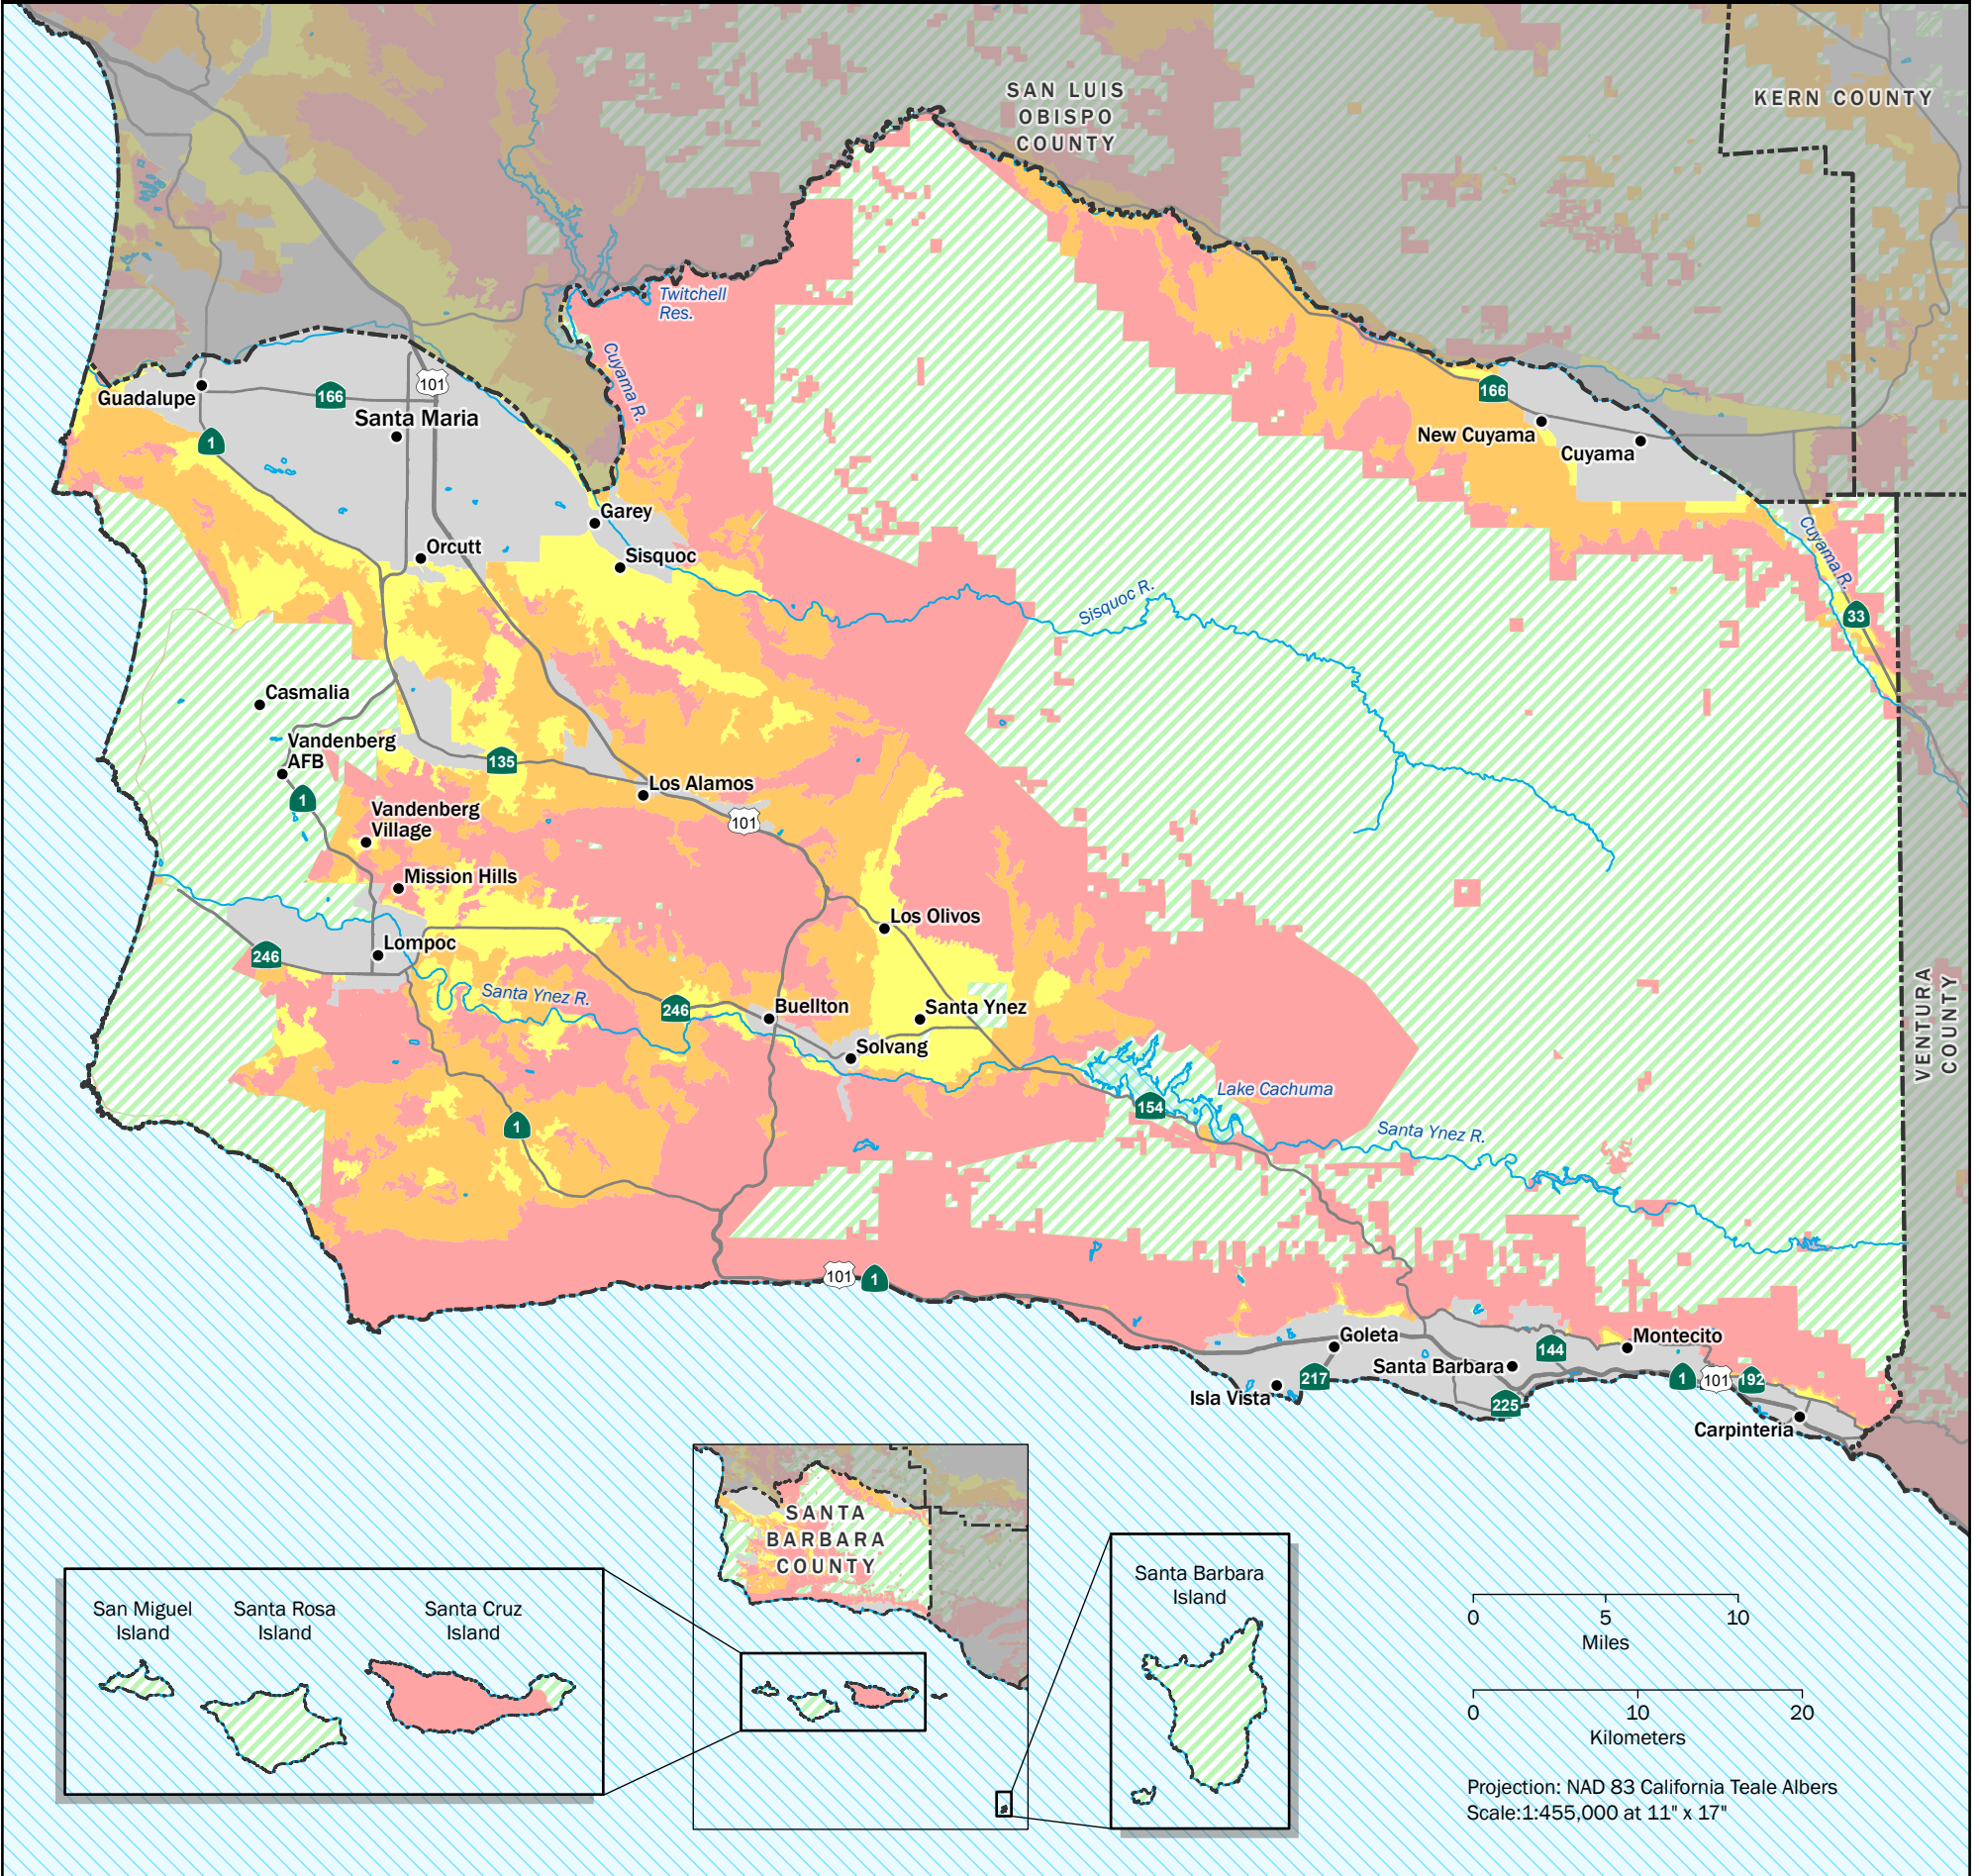 SAN LUIS
OBISPO
COUNTY
KERN COUNTY
Twitchell
Res.
Cuyama R.
Guadalupe
166
101
Santa Maria
1
166
New Cuyama
Cuyama
Garey
Orcutt
Sisquoc
Cuyama R.
Sisquoc R.
33
Casmalia
Vandenberg
AFB
135
1
Los Alamos
Vandenberg
Village
101
Mission Hills
Los Olivos
Lompoc
246
Santa Ynez R.
246
Buellton
Santa Ynez
Solvang
VENTURA
COUNTY
Lake Cachuma
154
1
Santa Ynez R.
101
1
Goleta
Montecito
144
Santa Barbara
217
1
101
192
Isla Vista
225
Carpinteria
SANTA
BARBARA
COUNTY
Santa Barbara
Island
San Miguel
Island
Santa Rosa
Island
Santa Cruz
Island
0 5 10
Miles
0 10 20
Kilometers
Projection: NAD 83 California Teale Albers
Scale:1:455,000 at 11" x 17"